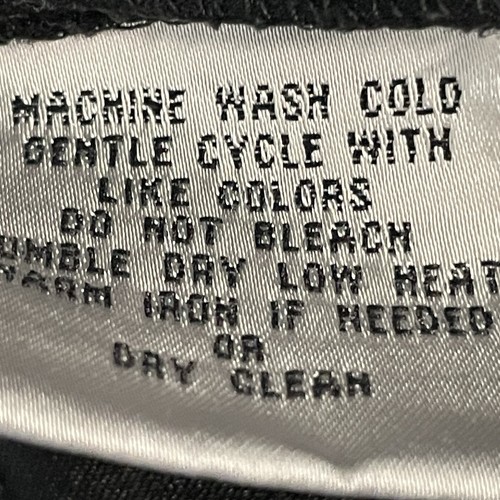 MACHINE WASH COLD
GENTLE CYCLE WITH
LIKE COLORS
DO NOT BLEACH
UMBLE DRY LOW HEAT
WARM IRON IF NEEDED
OR
DRY CLEAN